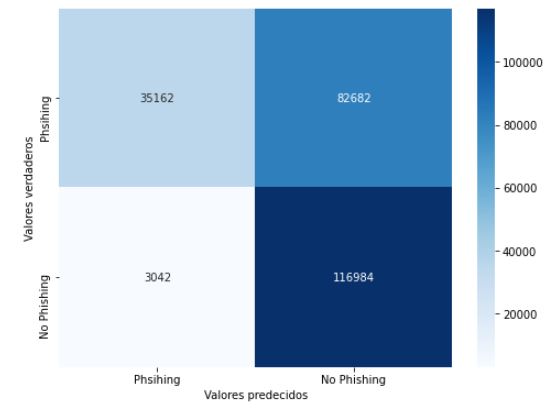 35162
82682
3042
116984
Phsihing
No Phishing
Valores verdaderos
Phsihing
No Phishing
Valores predecidos
100000
80000
60000
40000
20000